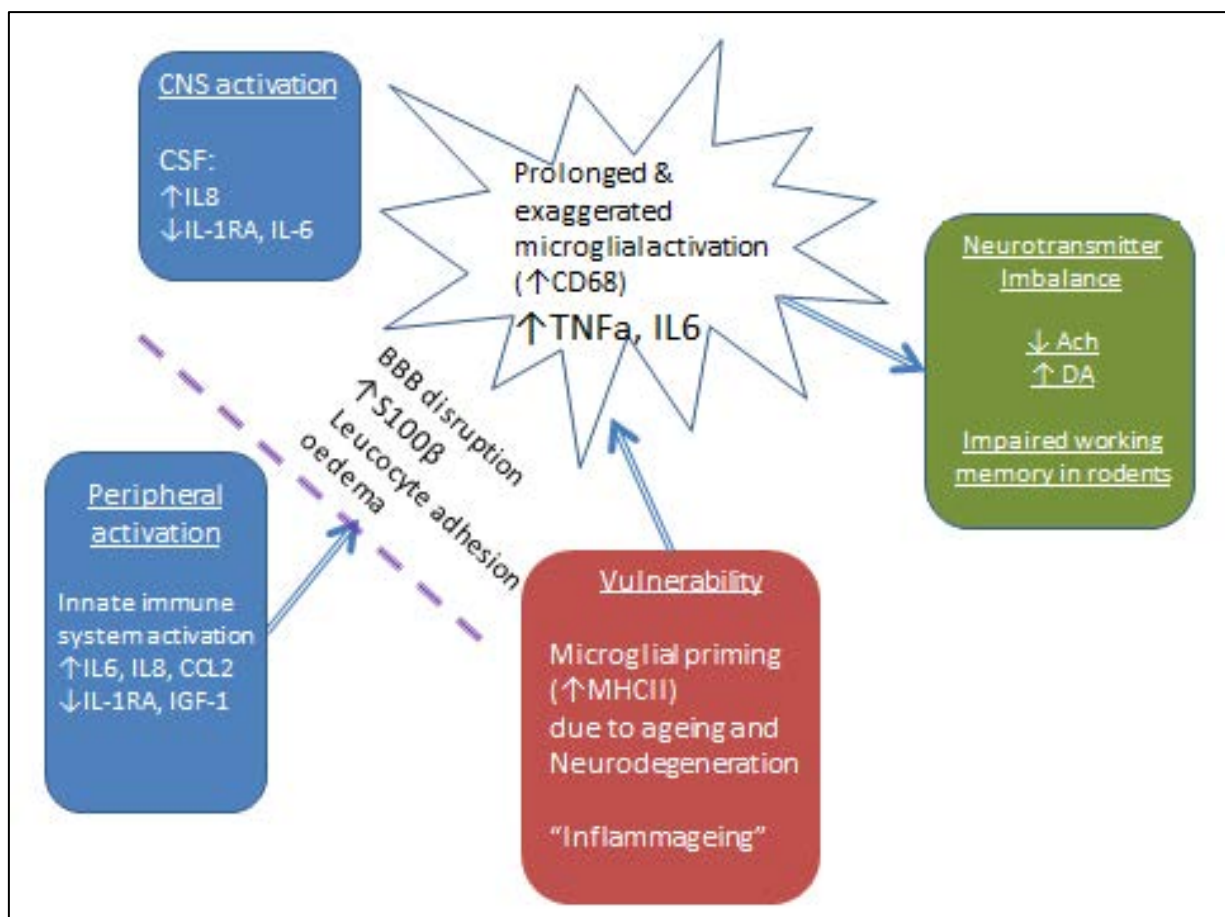 CNS activation
CSF:
↑IL8
↓IL-1RA, IL-6
Prolonged &
exaggerated
microglial activation
(↑CD68)
↑TNFa, IL6
Neurotransmitter
Imbalance
↓ Ach
↑ DA
Impaired working
memory in rodents
BBB disruption
↑S100β
Leucocyte adhesion
oedema
Peripheral
activation
Innate immune
system activation
↑IL6, IL8, CCL2
↓IL-1RA, IGF-1
Vulnerability
Microglial priming
(↑MHCII)
due to ageing and
Neurodegeneration
“Inflammageing”